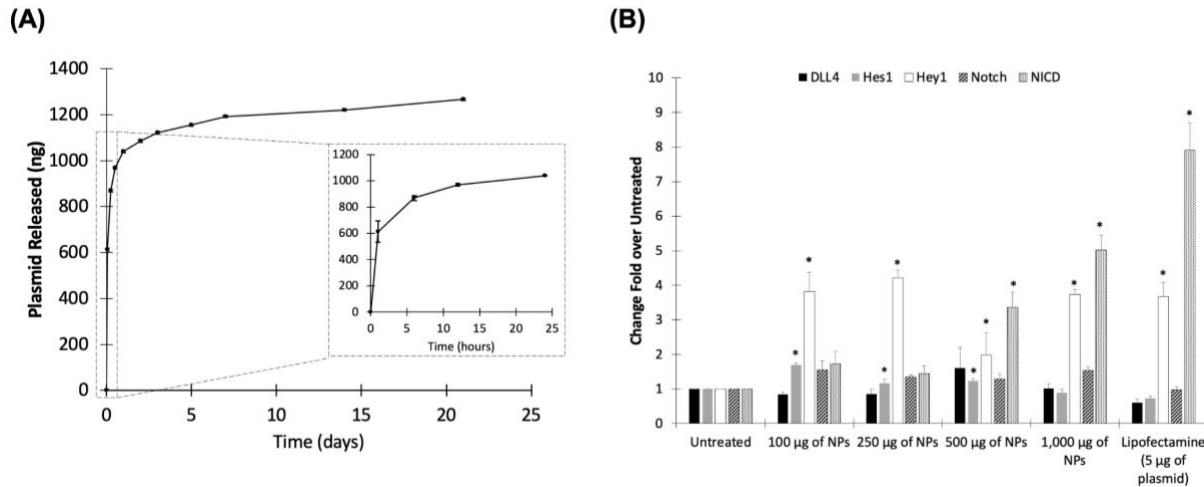 (A)
1400
1200
1000
800
600
400
200
0
Plasmid Released (ng)
0 5 10 15 20 25
Time (days)
1200
1000
800
600
400
200
0
0 5 10 15 20 25
Time (hours)
(B)
DLL4 Hes1 Hey1 Notch NICD
10
9
8
7
6
5
4
3
2
1
0
Change Fold over Untreated
* * * * * * * * * * *
Untreated 100 µg of NPs 250 µg of NPs 500 µg of NPs 1,000 µg of NPs Lipofectamine (5 µg of plasmid)